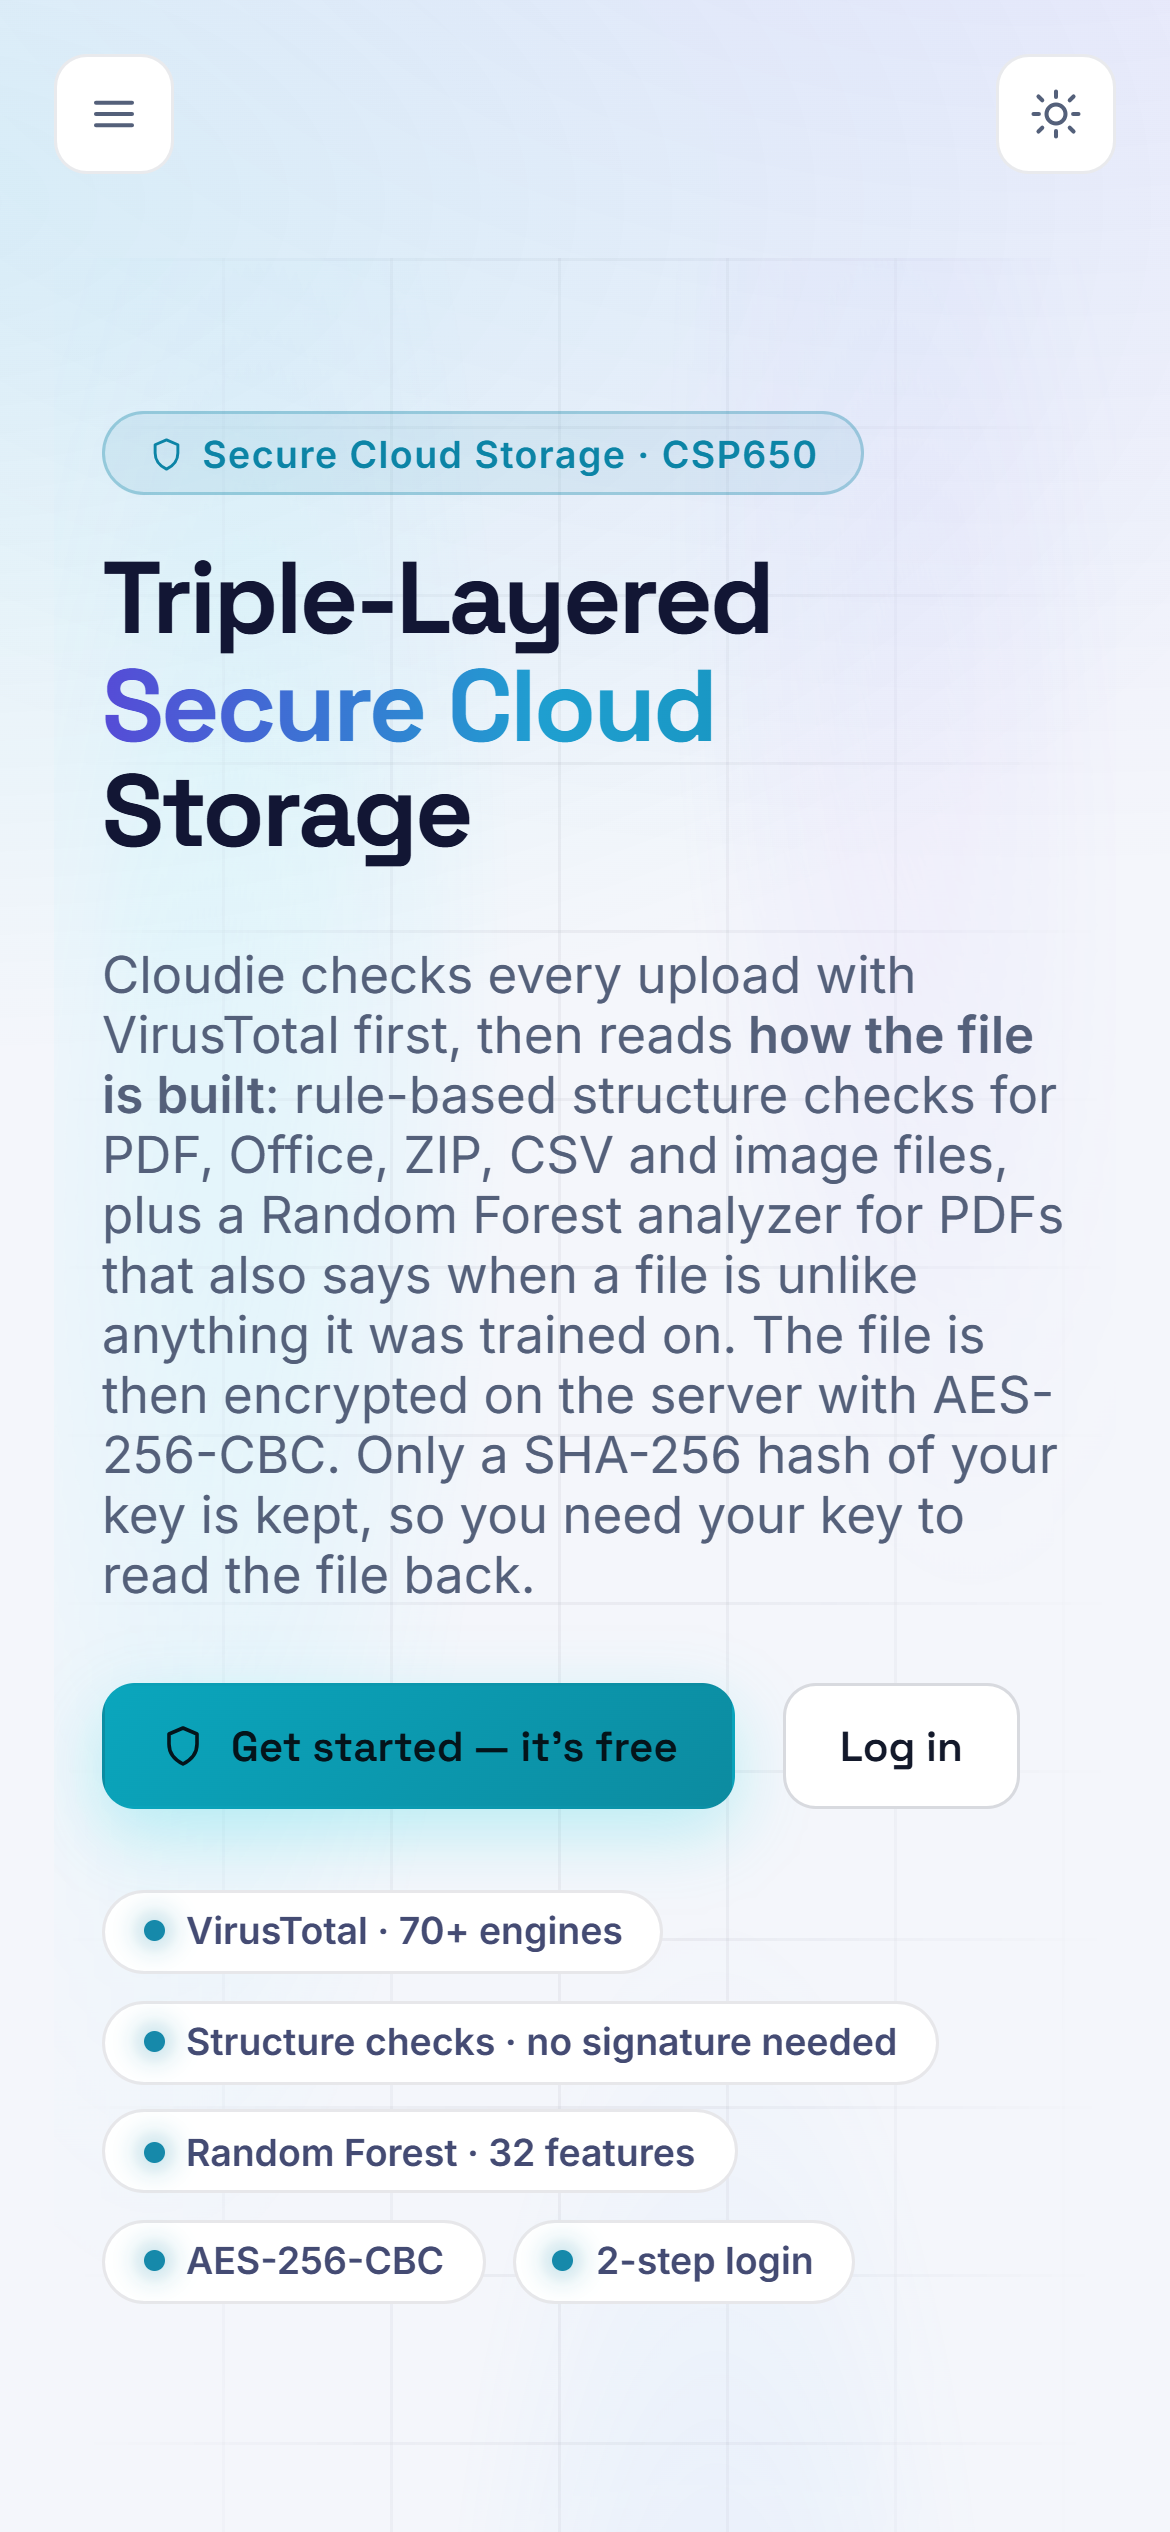 Secure Cloud Storage · CSP650
Triple-Layered
Secure Cloud
Storage
Cloudie checks every upload with
VirusTotal first, then reads how the file
is built: rule-based structure checks for
PDF, Office, ZIP, CSV and image files,
plus a Random Forest analyzer for PDFs
that also says when a file is unlike
anything it was trained on. The file is
then encrypted on the server with AES-
256-CBC. Only a SHA-256 hash of your
key is kept, so you need your key to
read the file back.
Get started — it’s free
Log in
VirusTotal · 70+ engines
Structure checks · no signature needed
Random Forest · 32 features
AES-256-CBC
2-step login